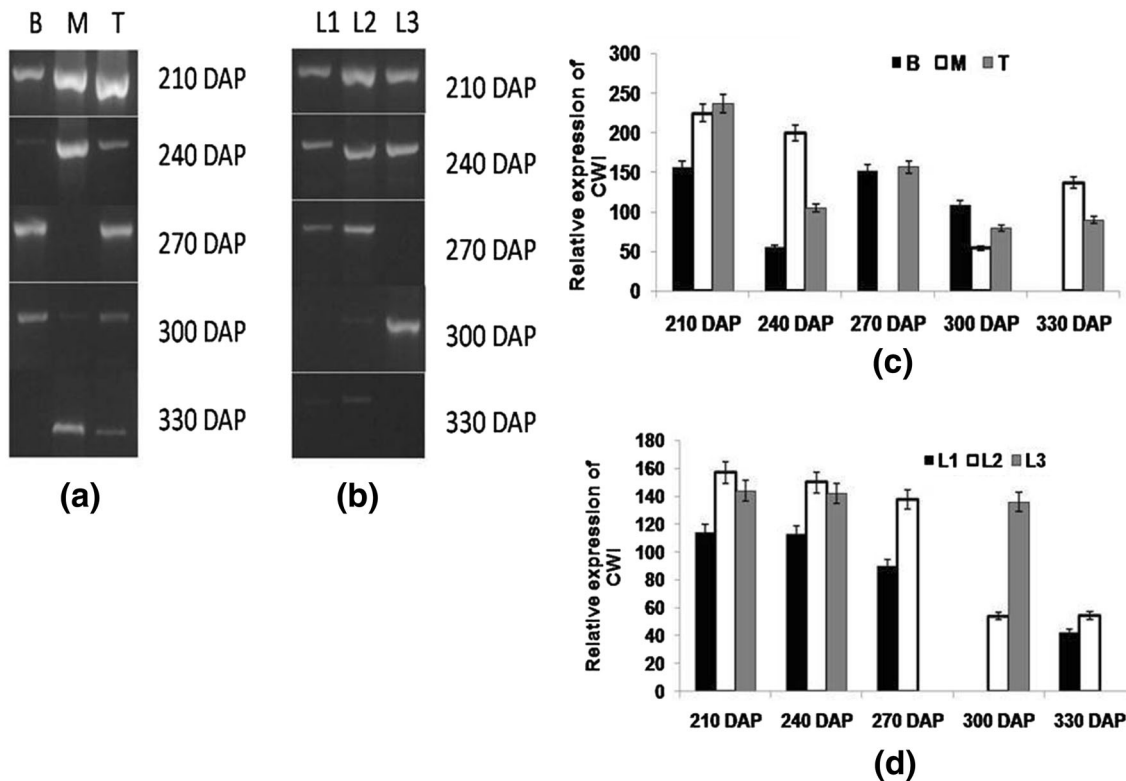 B M T
210 DAP
240 DAP
270 DAP
300 DAP
330 DAP
(a)
L1 L2 L3
210 DAP
240 DAP
270 DAP
300 DAP
330 DAP
(b)
Relative expression of
CWI
300
250
200
150
100
50
0
B M T
210 DAP 240 DAP 270 DAP 300 DAP 330 DAP
(c)
Relative expression of
CWI
180
160
140
120
100
80
60
40
20
0
L1 L2 L3
210 DAP 240 DAP 270 DAP 300 DAP 330 DAP
(d)